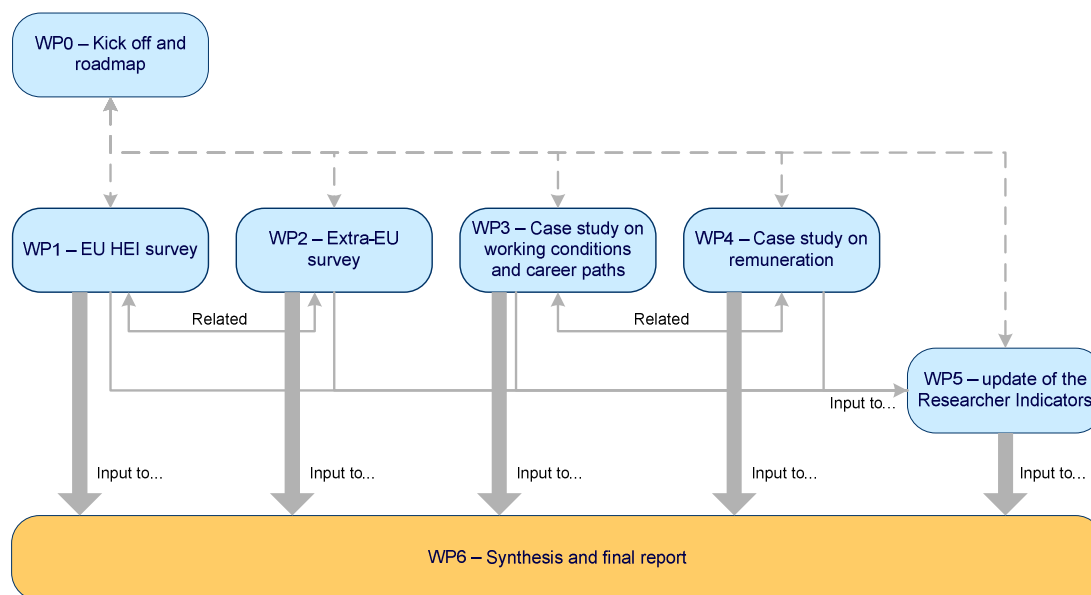 WP0 – Kick off and
roadmap
WP1 – EU HEI survey
WP2 – Extra-EU
survey
WP3 – Case study on
working conditions
and career paths
WP4 – Case study on
remuneration
Related
Related
WP5 – update of the
Researcher Indicators
Input to...
Input to...
Input to...
Input to...
Input to...
Input to...
WP6 – Synthesis and final report